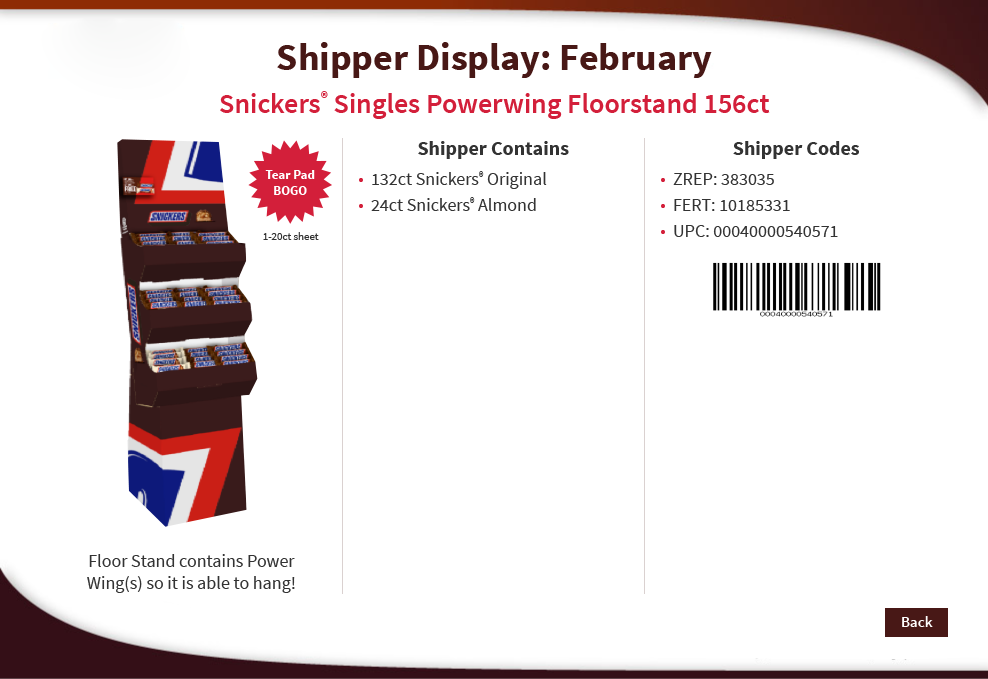 Shipper Display: February
Snickers® Singles Powerwing Floorstand 156ct
Tear Pad
BOGO
1-20ct sheet
SNICKERS
SNICKERS
Floor Stand contains Power
Wing(s) so it is able to hang!
Shipper Contains
• 132ct Snickers® Original
• 24ct Snickers® Almond
Shipper Codes
• ZREP: 383035
• FERT: 10185331
• UPC: 00040000540571
00040000540571
Back